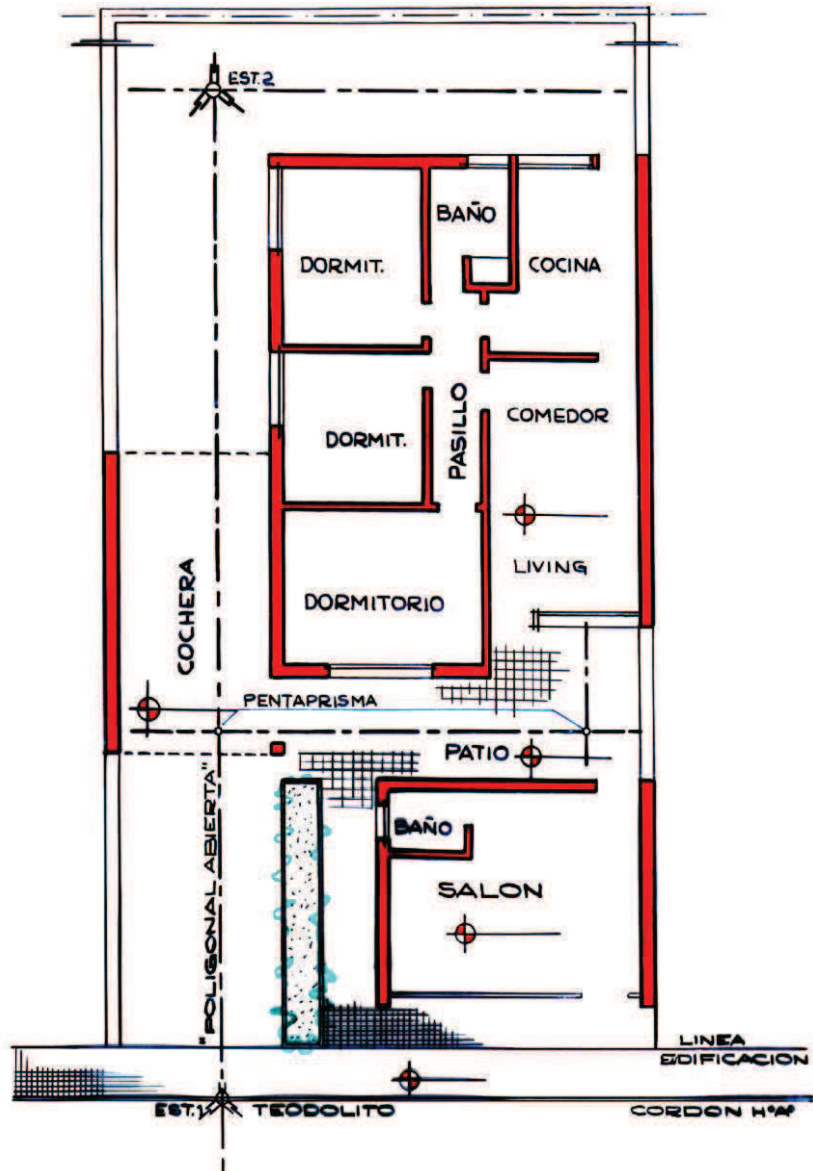 EST.2
BAÑO
DORMIT.
COCINA
COMEDOR
DORMIT.
PASILLO
LIVING
DORMITORIO
COCHERA
PENTAPRISMA
PATIO
"POLIGONAL ABIERTA"
BAÑO
SALON
LINEA
EDIFICACION
EST.1 TEODOLITO
CORDON HºAº